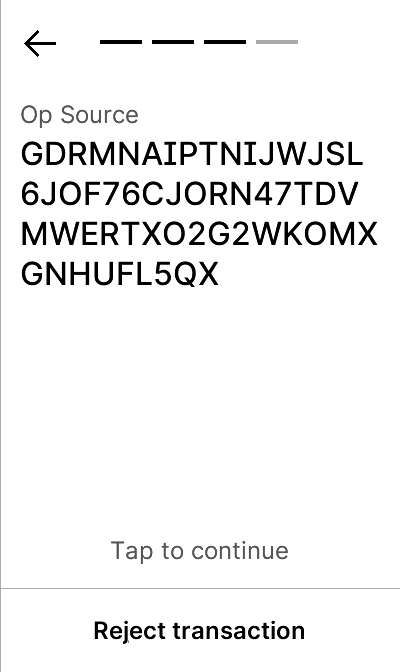 Op Source
GDRMNAIPTNIJWJSL
6JOF76CJORN47TDV
MWERTXO2G2WKOMX
GNHUFL5QX
Tap to continue
Reject transaction